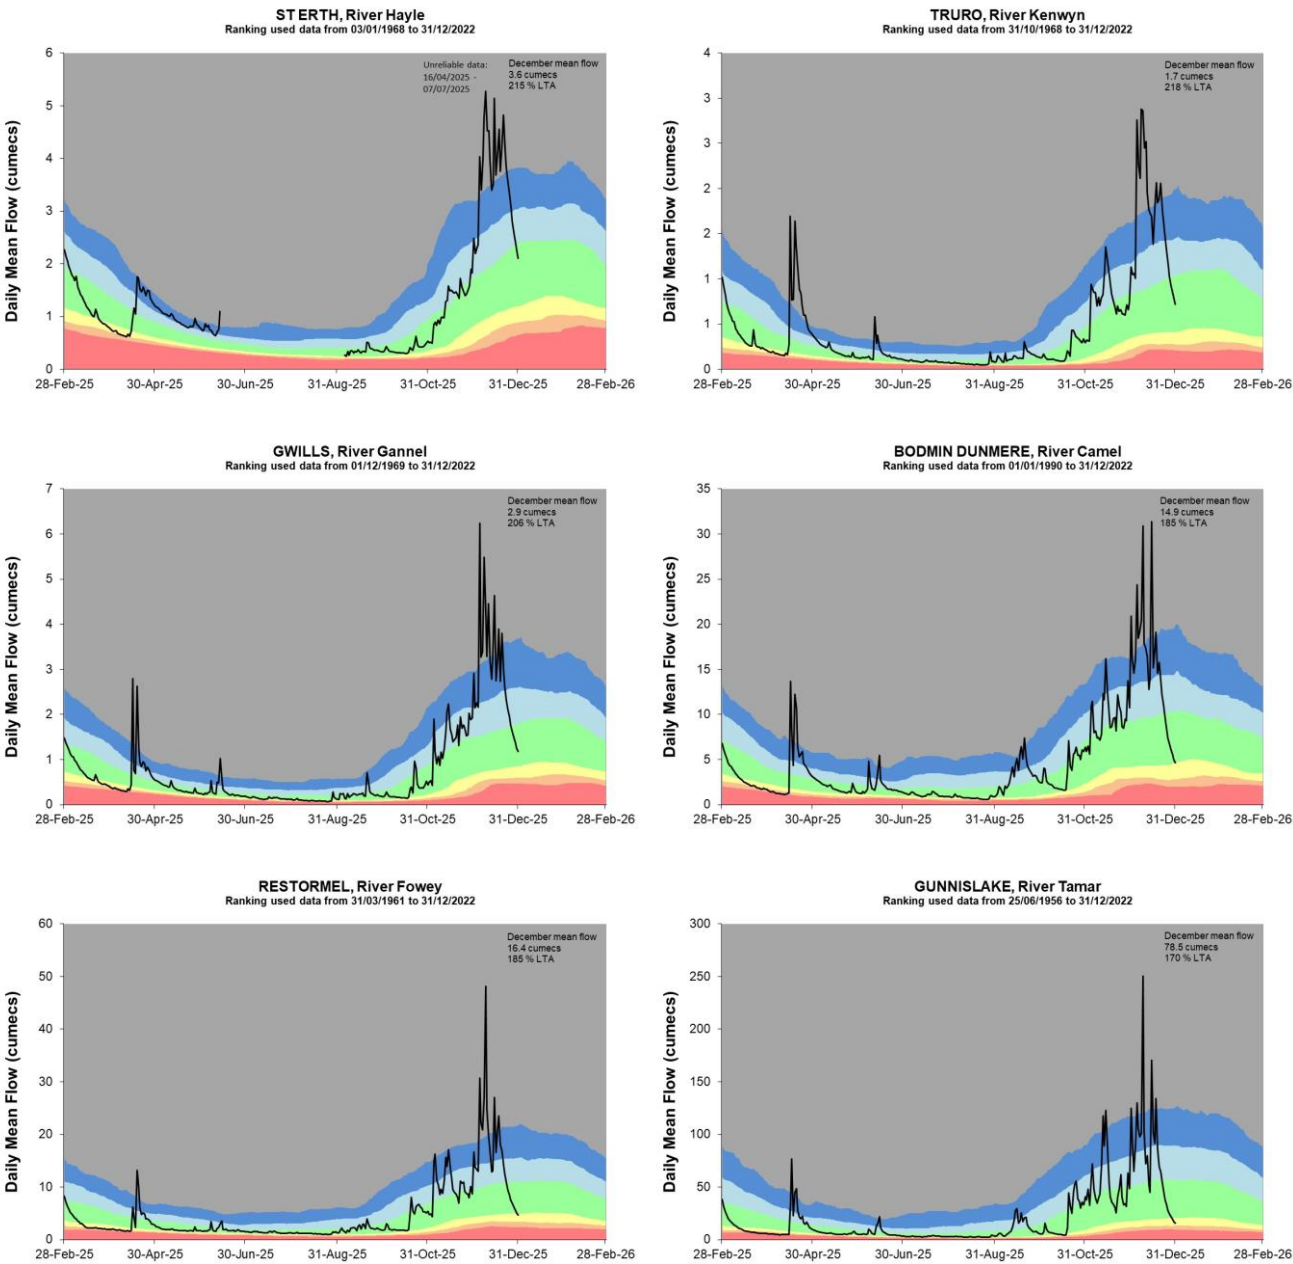 ST ERTH, River Hayle
Ranking used data from 03/01/1968 to 31/12/2022
Daily Mean Flow (cumecs)
6
5
4
3
2
1
0
Unreliable data:
16/04/2025 -
07/07/2025
December mean flow
3.6 cumecs
215 % LTA
28-Feb-25 30-Apr-25 30-Jun-25 31-Aug-25 31-Oct-25 31-Dec-25 28-Feb-26
TRURO, River Kenwyn
Ranking used data from 31/10/1968 to 31/12/2022
Daily Mean Flow (cumecs)
4
3
3
2
2
1
1
0
December mean flow
1.7 cumecs
218 % LTA
28-Feb-25 30-Apr-25 30-Jun-25 31-Aug-25 31-Oct-25 31-Dec-25 28-Feb-26
GWILLS, River Gannel
Ranking used data from 01/12/1969 to 31/12/2022
Daily Mean Flow (cumecs)
7
6
5
4
3
2
1
0
December mean flow
2.9 cumecs
206 % LTA
28-Feb-25 30-Apr-25 30-Jun-25 31-Aug-25 31-Oct-25 31-Dec-25 28-Feb-26
BODMIN DUNMERE, River Camel
Ranking used data from 01/01/1990 to 31/12/2022
Daily Mean Flow (cumecs)
35
30
25
20
15
10
5
0
December mean flow
14.9 cumecs
185 % LTA
28-Feb-25 30-Apr-25 30-Jun-25 31-Aug-25 31-Oct-25 31-Dec-25 28-Feb-26
RESTORMEL, River Fowey
Ranking used data from 31/03/1961 to 31/12/2022
Daily Mean Flow (cumecs)
60
50
40
30
20
10
0
December mean flow
16.4 cumecs
185 % LTA
28-Feb-25 30-Apr-25 30-Jun-25 31-Aug-25 31-Oct-25 31-Dec-25 28-Feb-26
GUNNISLAKE, River Tamar
Ranking used data from 25/06/1956 to 31/12/2022
Daily Mean Flow (cumecs)
300
250
200
150
100
50
0
December mean flow
78.5 cumecs
170 % LTA
28-Feb-25 30-Apr-25 30-Jun-25 31-Aug-25 31-Oct-25 31-Dec-25 28-Feb-26